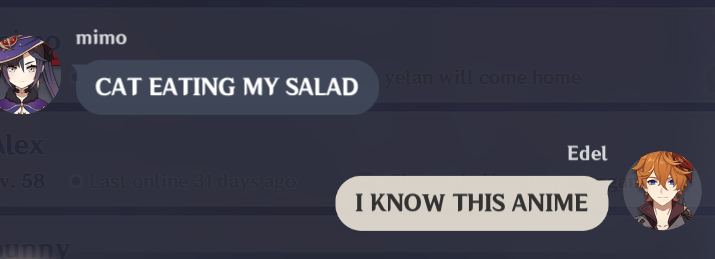 mimo
CAT EATING MY SALAD
yelan will come home
Edel
I KNOW THIS ANIME
Alex
Lv. 58
Last online 31 days ago